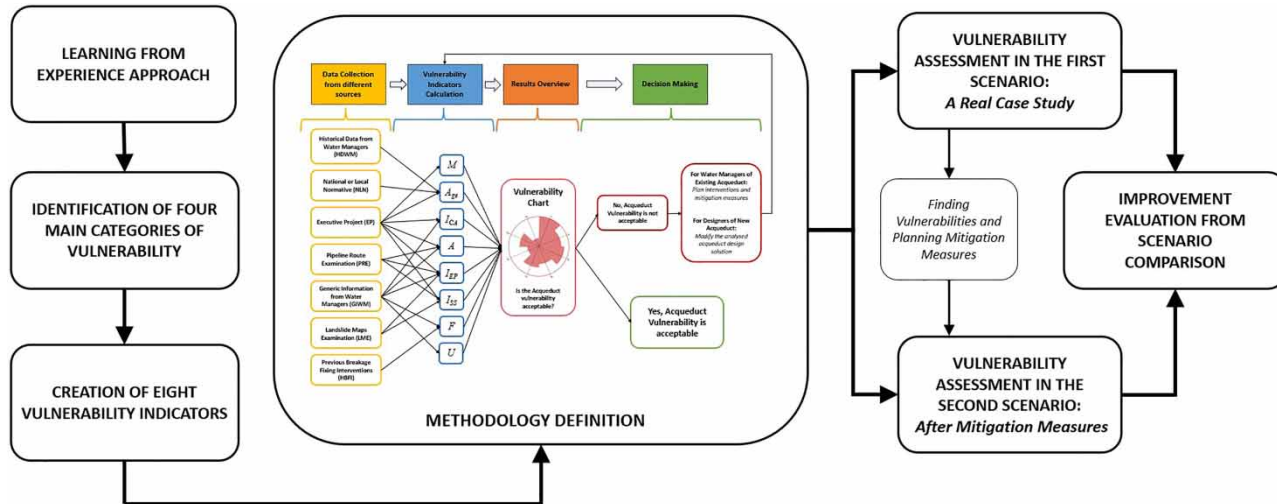 LEARNING FROM
EXPERIENCE APPROACH
IDENTIFICATION OF FOUR
MAIN CATEGORIES OF
VULNERABILITY
CREATION OF EIGHT
VULNERABILITY INDICATORS
Data Collection
from different
sources
Vulnerability
Indicators
Calculation
Results Overview
Decision Making
Historical Data from
Water Managers
(HDWM)
National or Local
Normative (NLN)
Executive Project (EP)
Pipeline Route
Examination (PRE)
Generic Information
from Water
Managers (GIWM)
Landslide Maps
Examination (LME)
Previous Breakage
Fixing Interventions
(HBFI)
M
I_CA
A
I_EP
I_SS
F
U
Vulnerability
Chart
Is the Acqueduct
vulnerability
acceptable?
No, Acqueduct
Vulnerability is not
acceptable
For Water Managers of
Existing Acqueduct:
Plan interventions and
mitigation measures
For Designers of New
Acqueduct:
Modify the analysed
acqueduct design
solution
Yes, Acqueduct
Vulnerability is
acceptable
METHODOLOGY DEFINITION
VULNERABILITY
ASSESSMENT IN THE FIRST
SCENARIO:
A Real Case Study
Finding
Vulnerabilities and
Planning Mitigation
Measures
VULNERABILITY
ASSESSMENT IN THE
SECOND SCENARIO:
After Mitigation Measures
IMPROVEMENT
EVALUATION FROM
SCENARIO
COMPARISON